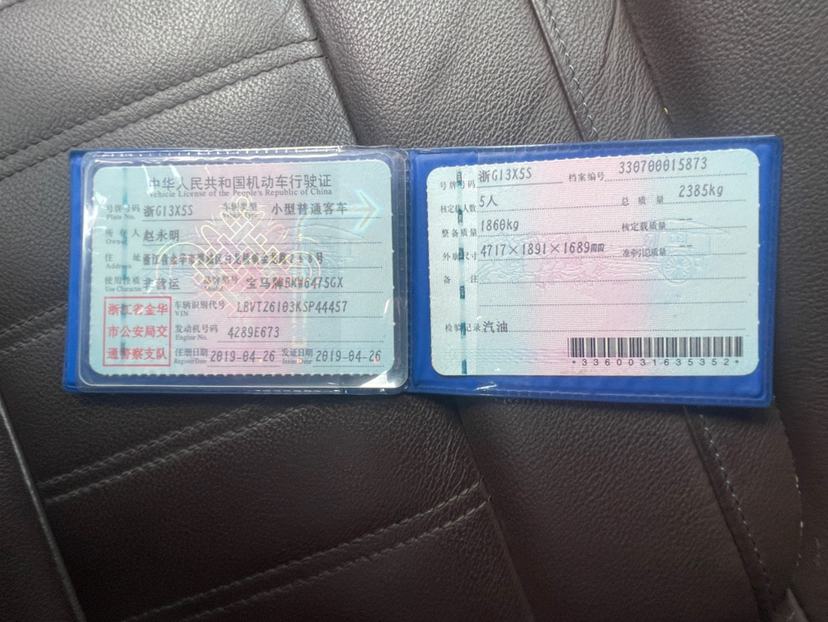 中华人民共和国机动车行驶证
Vehicle License of the People's Republic of China
号牌号码 浙G13X5S 车辆类型 小型普通客车
Plate No. Vehicle Type
所有人 赵永明
Owner
住址
Address
使用性质 非营运 品牌型号 宝马牌BMW6475GX
Use Character
浙江省金华
市公安局交
通警察支队
车辆识别代号 LBVTZ6103KSP44457
VIN
发动机号码 4289E673
Engine No.
注册日期 2019-04-26 发证日期 2019-04-26
Register Date Issue Date
号牌号码 浙G13X5S 档案编号 330700015873
核定载人数 5人 总质量 2385kg
整备质量 1860kg 核定载质量 --
外廓尺寸 4717×1891×1689mm 准牵引总质量 --
备注
检验记录 汽油
*3360031635352*